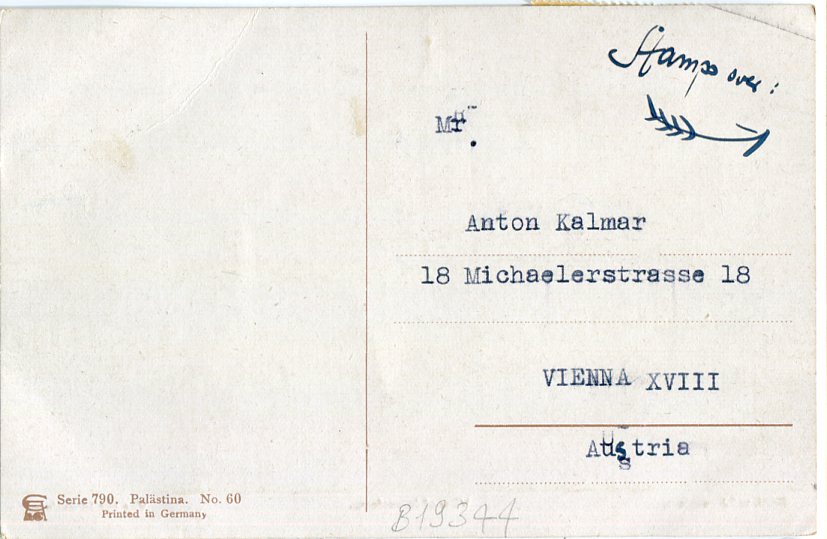 Stamps over:
Mr.
Anton Kalmar
18 Michaelerstrasse 18
VIENNA XVIII
Austria
Serie 790. Palästina. No. 60
Printed in Germany
B19344